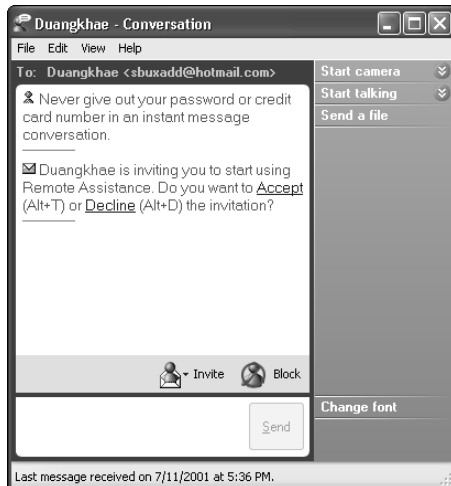 Duangkhae - Conversation
File Edit View Help
To: Duangkhae <sbuxadd@hotmail.com>
Never give out your password or credit
card number in an instant message
conversation.
Duangkhae is inviting you to start using
Remote Assistance. Do you want to Accept
(Alt+T) or Decline (Alt+D) the invitation?
Start camera
Start talking
Send a file
Invite Block
Change font
Send
Last message received on 7/11/2001 at 5:36 PM.